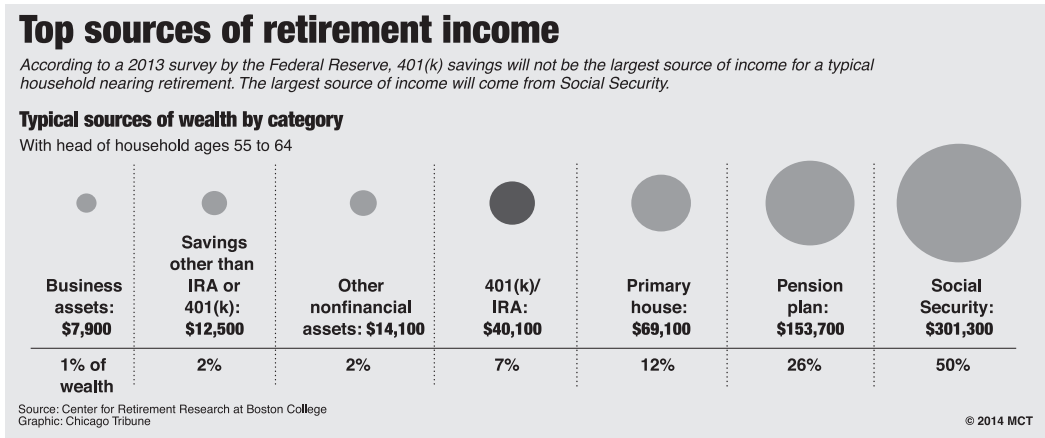 Top sources of retirement income
According to a 2013 survey by the Federal Reserve, 401(k) savings will not be the largest source of income for a typical
household nearing retirement. The largest source of income will come from Social Security.
Typical sources of wealth by category
With head of household ages 55 to 64
Business
assets:
$7,900
1% of
wealth
Savings
other than
IRA or
401(k):
$12,500
2%
Other
nonfinancial
assets: $14,100
2%
401(k)/
IRA:
$40,100
7%
Primary
house:
$69,100
12%
Pension
plan:
$153,700
26%
Social
Security:
$301,300
50%
Source: Center for Retirement Research at Boston College
Graphic: Chicago Tribune
© 2014 MCT